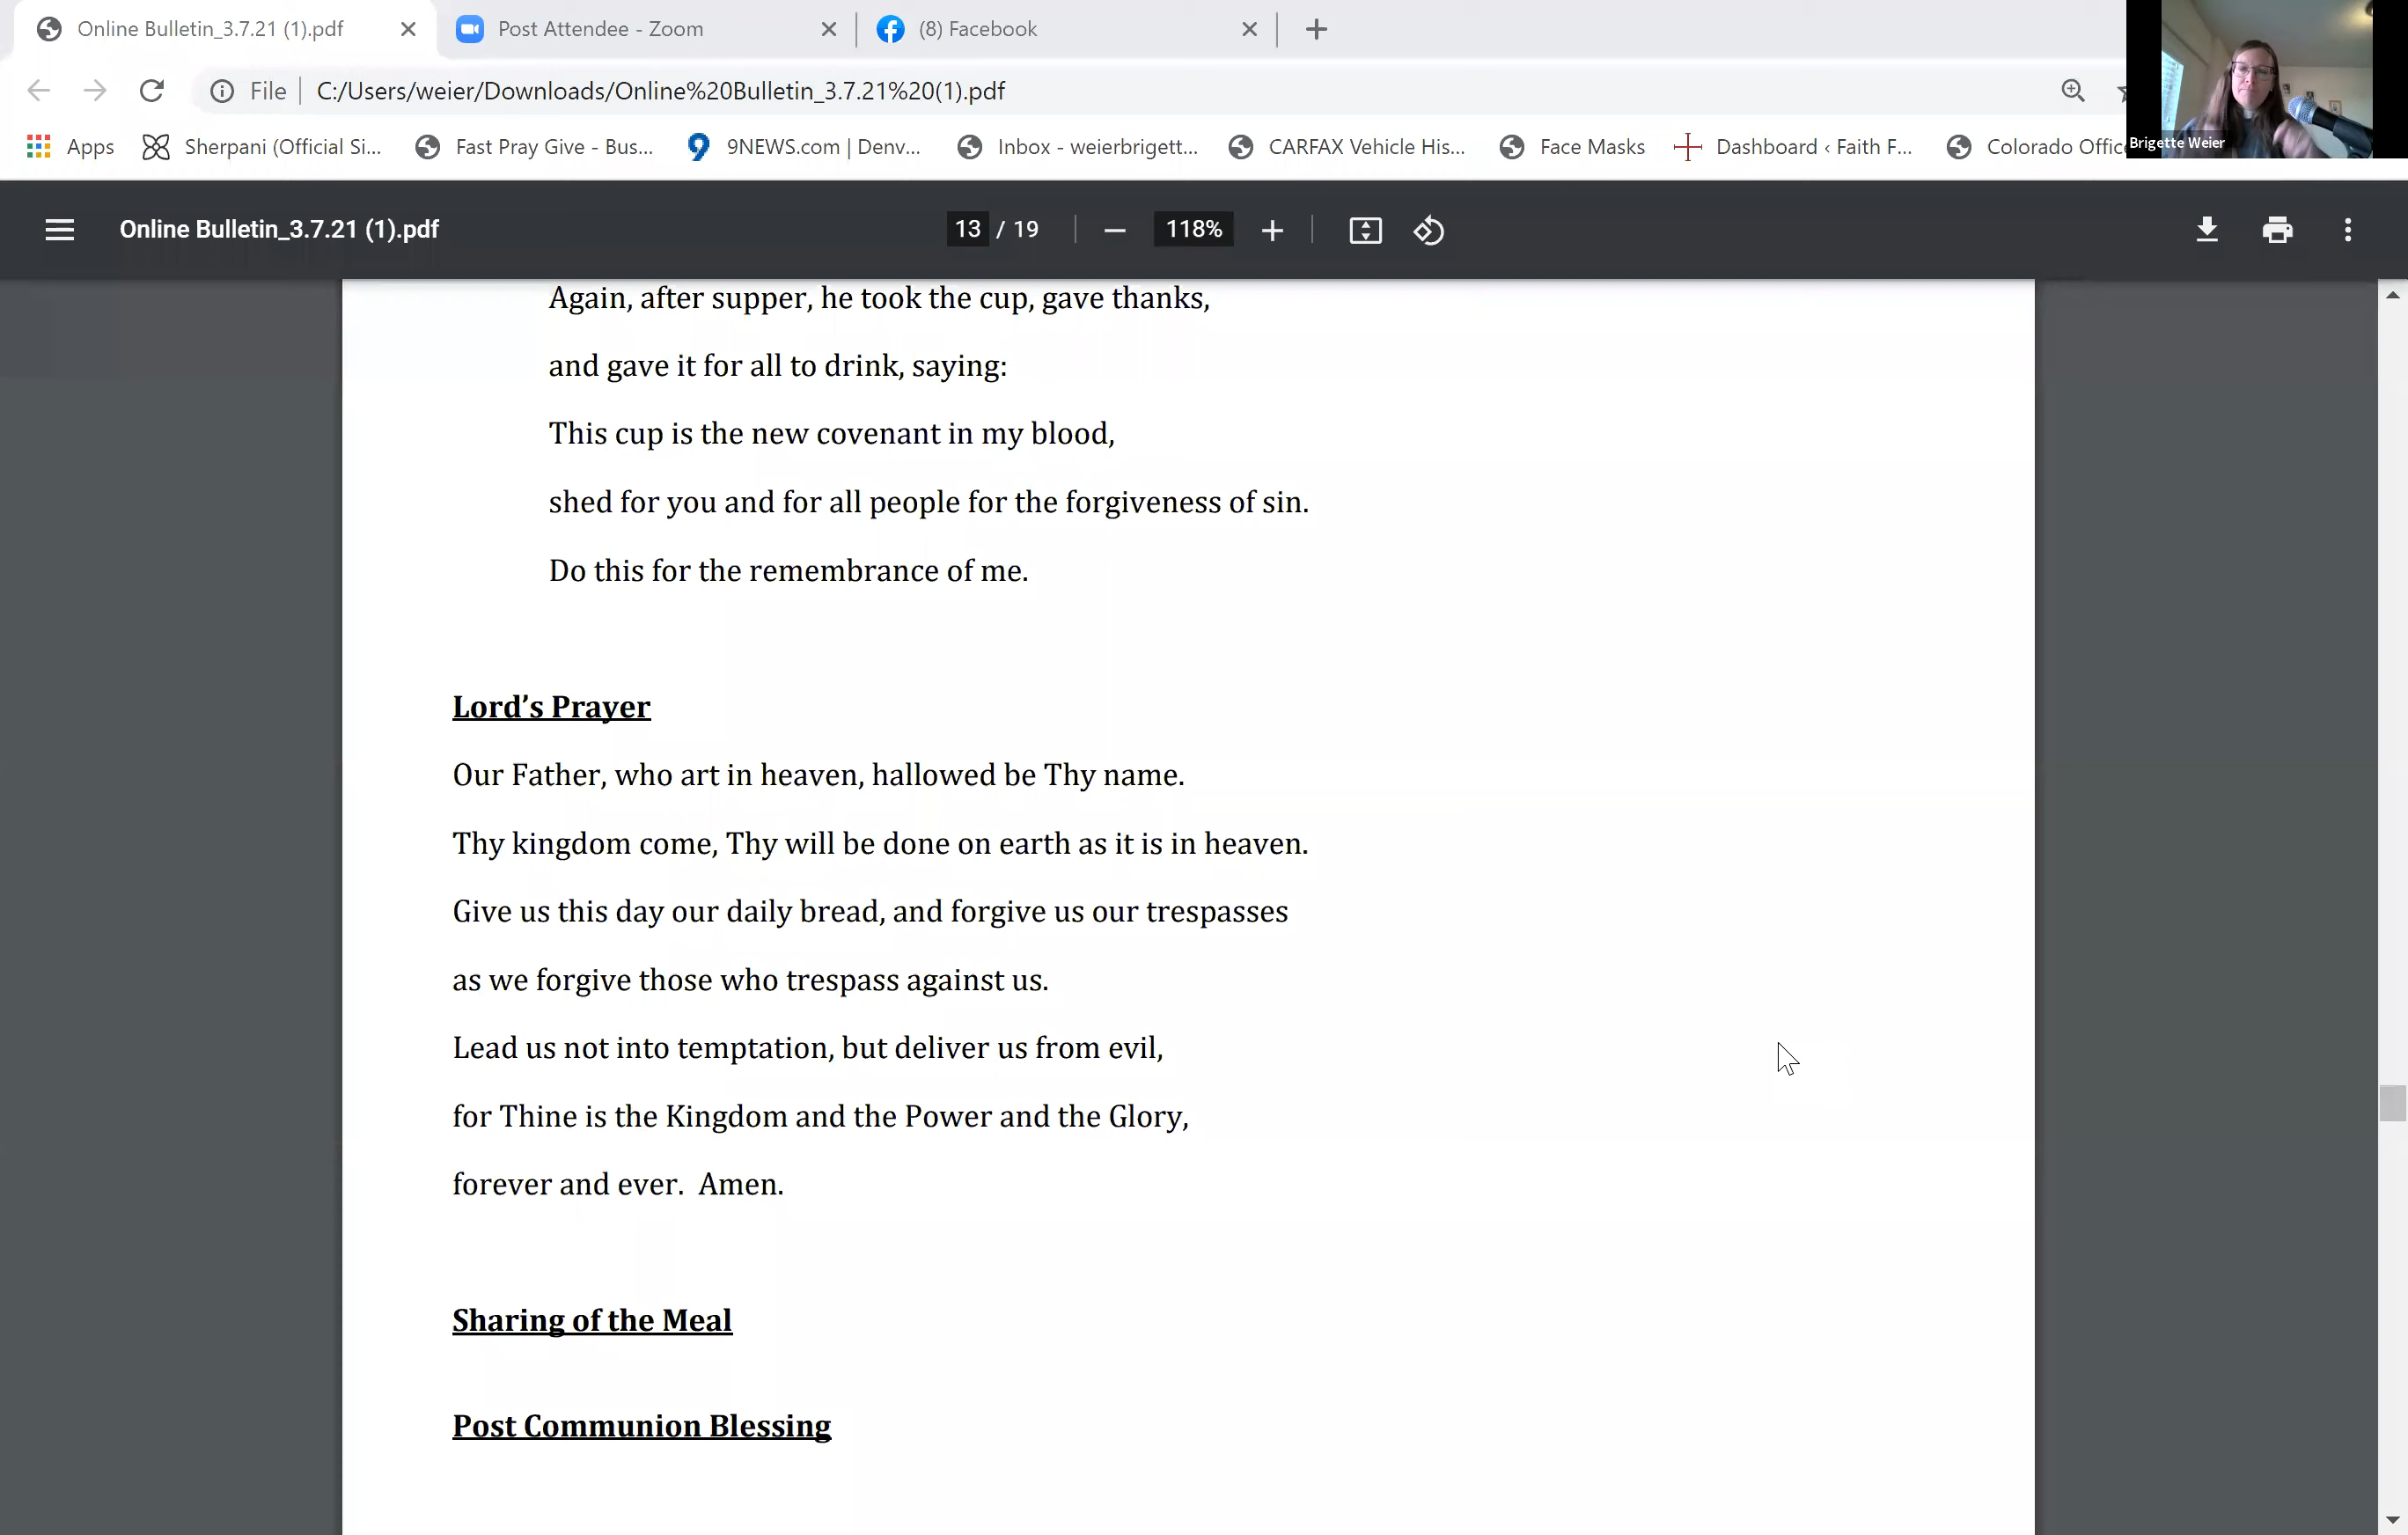 Online Bulletin_3.7.21 (1).pdf
Post Attendee - Zoom
(8) Facebook
File
C:/Users/weier/Downloads/Online%20Bulletin_3.7.21%20(1).pdf
Brigette Weier
Apps
Sherpani (Official Si...
Fast Pray Give - Bus...
9NEWS.com | Denv...
Inbox - weierbrigett...
CARFAX Vehicle His...
Face Masks
Dashboard ‹ Faith F...
Colorado Offic
Online Bulletin_3.7.21 (1).pdf
13 / 19
118%
Again, after supper, he took the cup, gave thanks,
and gave it for all to drink, saying:
This cup is the new covenant in my blood,
shed for you and for all people for the forgiveness of sin.
Do this for the remembrance of me.
Lord’s Prayer
Our Father, who art in heaven, hallowed be Thy name.
Thy kingdom come, Thy will be done on earth as it is in heaven.
Give us this day our daily bread, and forgive us our trespasses
as we forgive those who trespass against us.
Lead us not into temptation, but deliver us from evil,
for Thine is the Kingdom and the Power and the Glory,
forever and ever.  Amen.
Sharing of the Meal
Post Communion Blessing